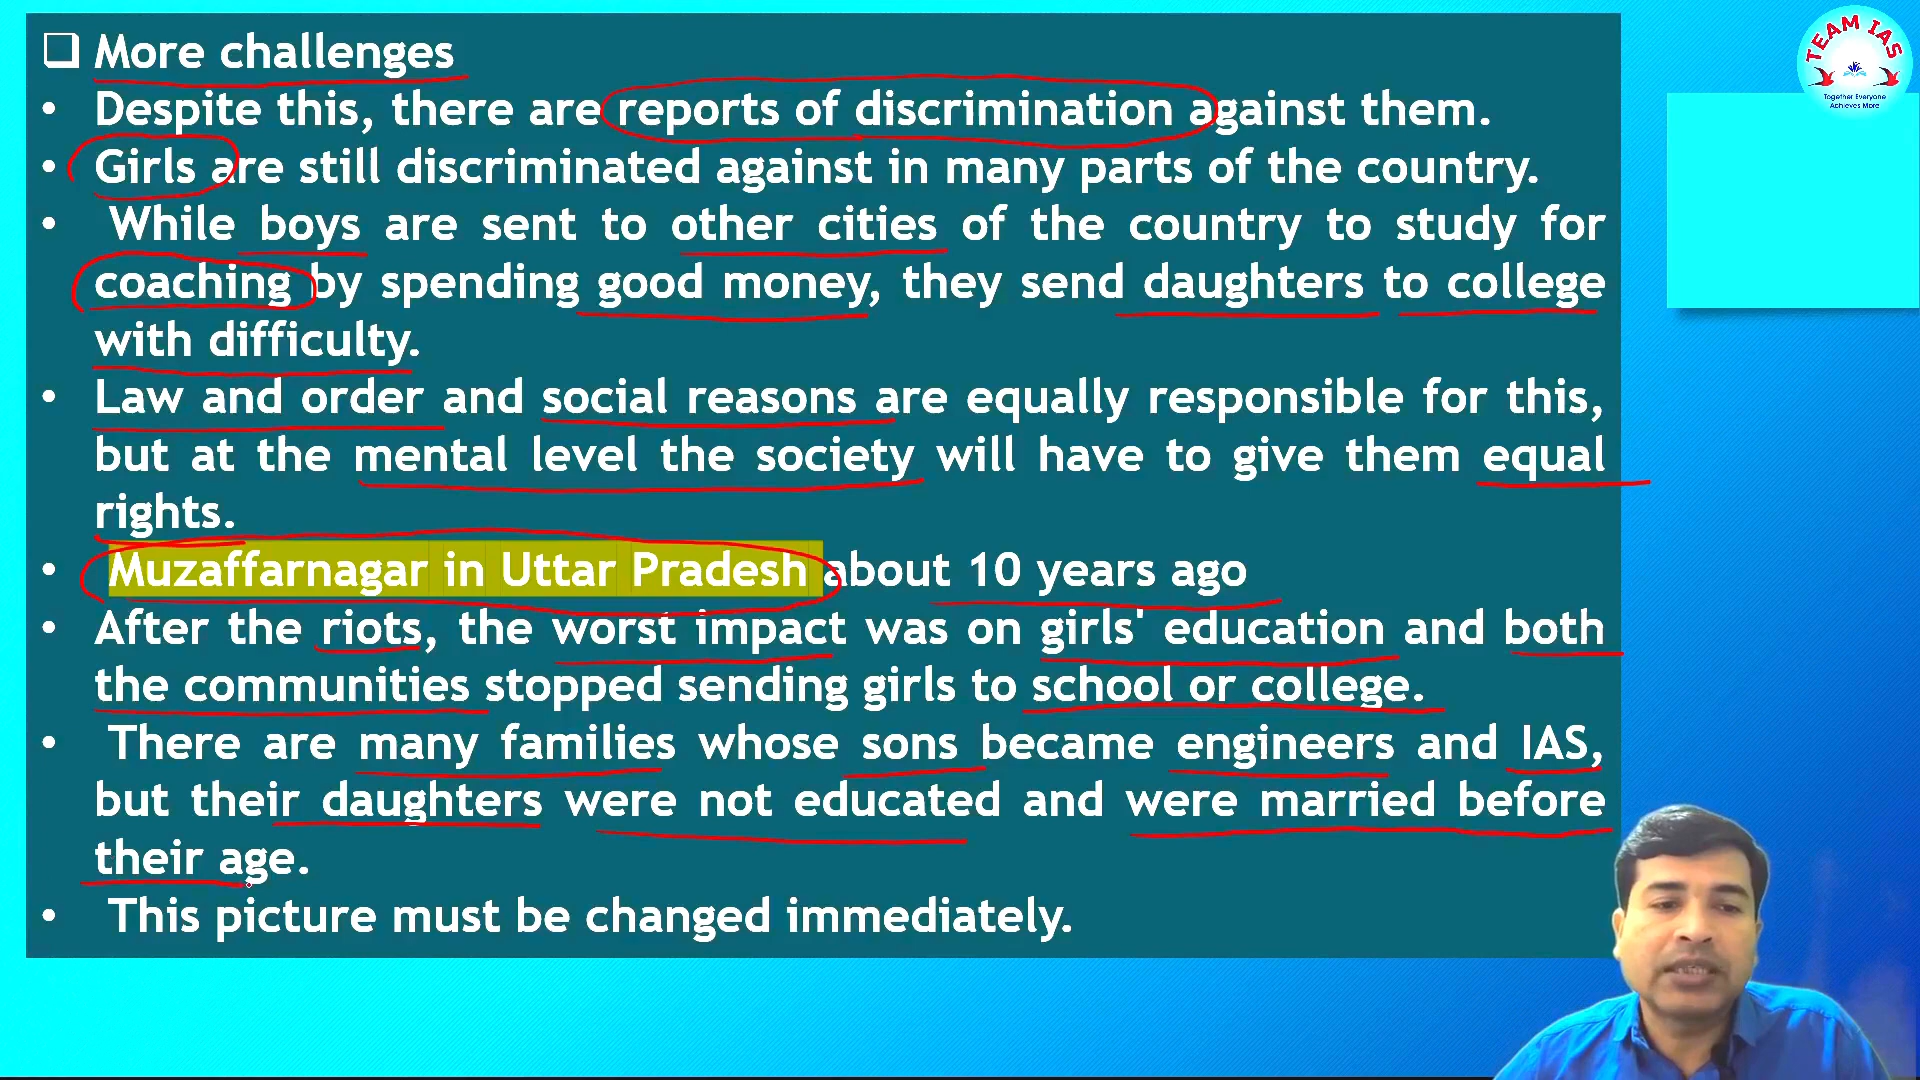 ❑ More challenges
• Despite this, there are reports of discrimination against them.
• Girls are still discriminated against in many parts of the country.
• While boys are sent to other cities of the country to study for
coaching by spending good money, they send daughters to college
with difficulty.
• Law and order and social reasons are equally responsible for this,
but at the mental level the society will have to give them equal
rights.
• Muzaffarnagar in Uttar Pradesh about 10 years ago
• After the riots, the worst impact was on girls' education and both
the communities stopped sending girls to school or college.
• There are many families whose sons became engineers and IAS,
but their daughters were not educated and were married before
their age.
• This picture must be changed immediately.
TEAM IAS
Together Everyone
Achieves More